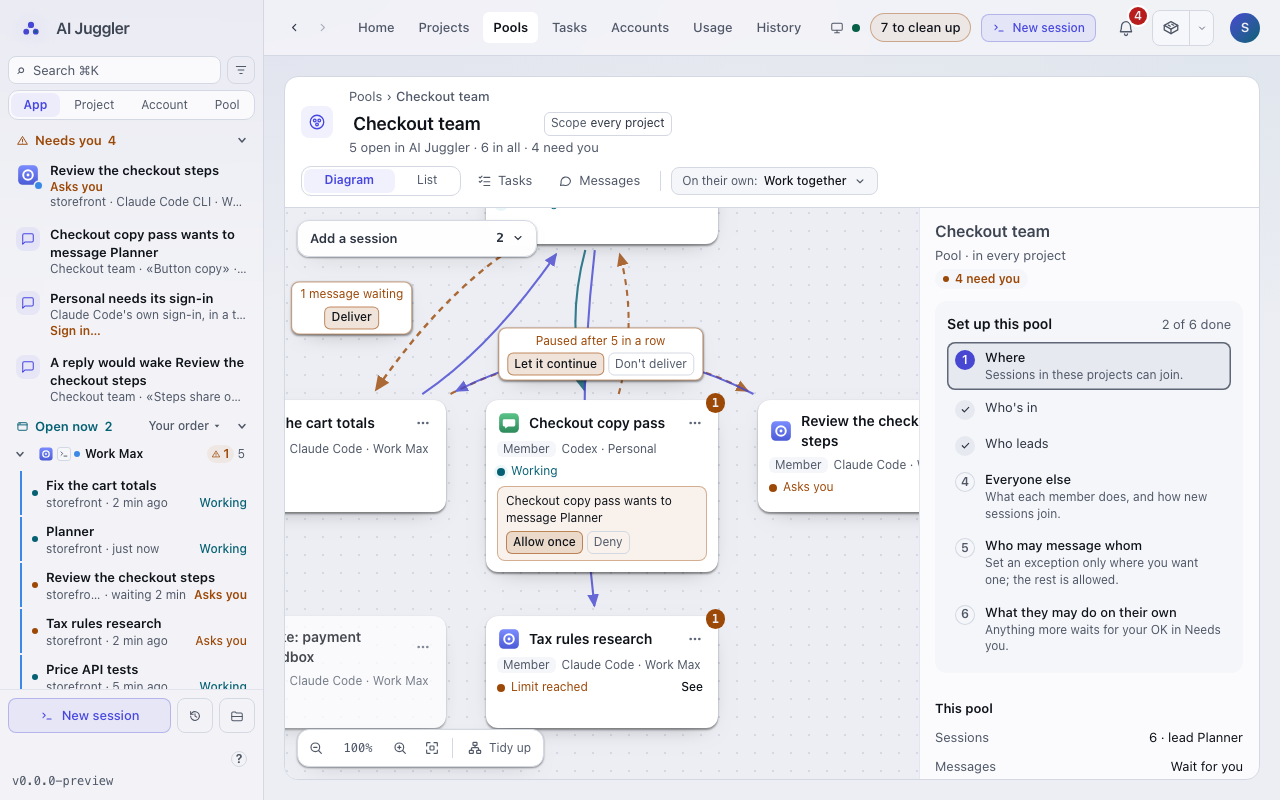 AI Juggler
Search ⌘K
App Project Account Pool
Needs you 4
Review the checkout steps
Asks you
storefront · Claude Code CLI · W...
Checkout copy pass wants to
message Planner
Checkout team · «Button copy» ·...
Personal needs its sign-in
Claude Code's own sign-in, in a t...
Sign in...
A reply would wake Review the
checkout steps
Checkout team · «Steps share o...
Open now 2 Your order
Work Max 1 5
Fix the cart totals
storefront · 2 min ago Working
Planner
storefront · just now Working
Review the checkout steps
storefro... · waiting 2 min Asks you
Tax rules research
storefront · 2 min ago Asks you
Price API tests
storefront · 5 min ago Working
New session
?
v0.0.0-preview
Home Projects Pools Tasks Accounts Usage History 7 to clean up New session 4 S
Pools › Checkout team
Checkout team Scope every project
5 open in AI Juggler · 6 in all · 4 need you
Diagram List Tasks Messages On their own: Work together
Add a session 2
1 message waiting
Deliver
Paused after 5 in a row
Let it continue Don't deliver
he cart totals
Claude Code · Work Max
1
Checkout copy pass
Member Codex · Personal
Working
Checkout copy pass wants to
message Planner
Allow once Deny
Review the check
steps
Member Claude Code ·
Asks you
: payment
dbox
Claude Code · Work Max
1
Tax rules research
Member Claude Code · Work Max
Limit reached See
100% Tidy up
Checkout team
Pool · in every project
4 need you
Set up this pool 2 of 6 done
1 Where
Sessions in these projects can join.
Who's in
Who leads
4 Everyone else
What each member does, and how new
sessions join.
5 Who may message whom
Set an exception only where you want
one; the rest is allowed.
6 What they may do on their own
Anything more waits for your OK in Needs
you.
This pool
Sessions 6 · lead Planner
Messages Wait for you